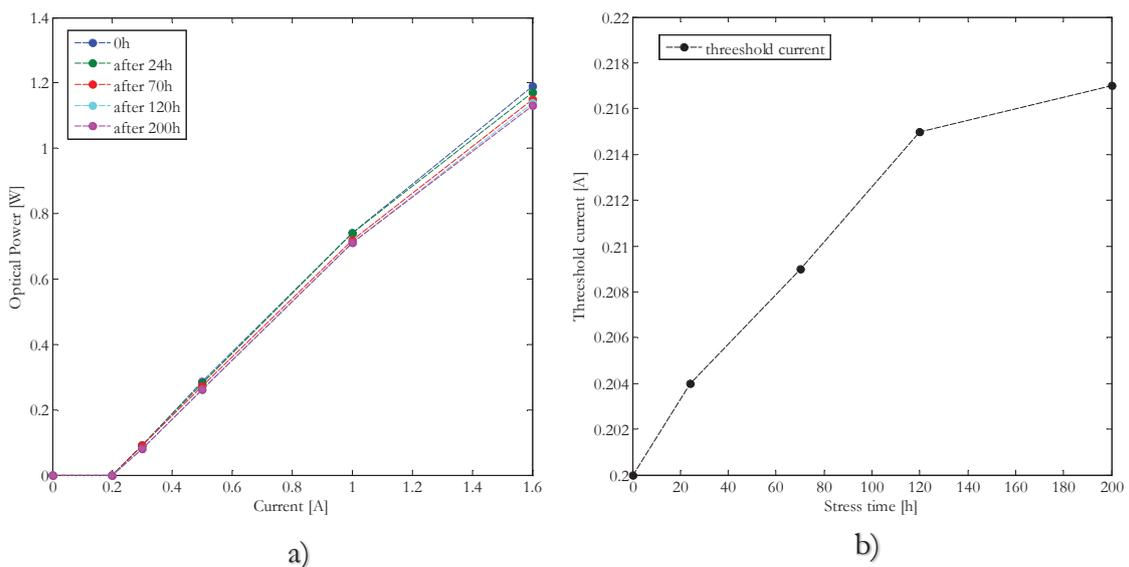 1.4
1.2
1
0.8
0.6
0.4
0.2
0
Optical Power [W]
0h
after 24h
after 70h
after 120h
after 200h
0 0.2 0.4 0.6 0.8 1 1.2 1.4 1.6
Current [A]
a)
0.22
0.218
0.216
0.214
0.212
0.21
0.208
0.206
0.204
0.202
0.2
Threeshold current [A]
threeshold current
0 20 40 60 80 100 120 140 160 180 200
Stress time [h]
b)